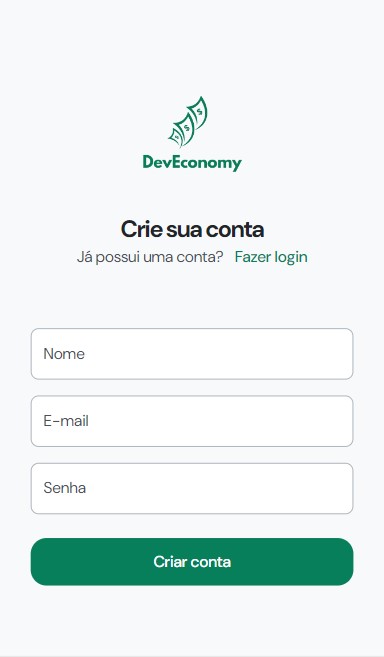 DevEconomy
Crie sua conta
Já possui uma conta? Fazer login
Nome
E-mail
Senha
Criar conta